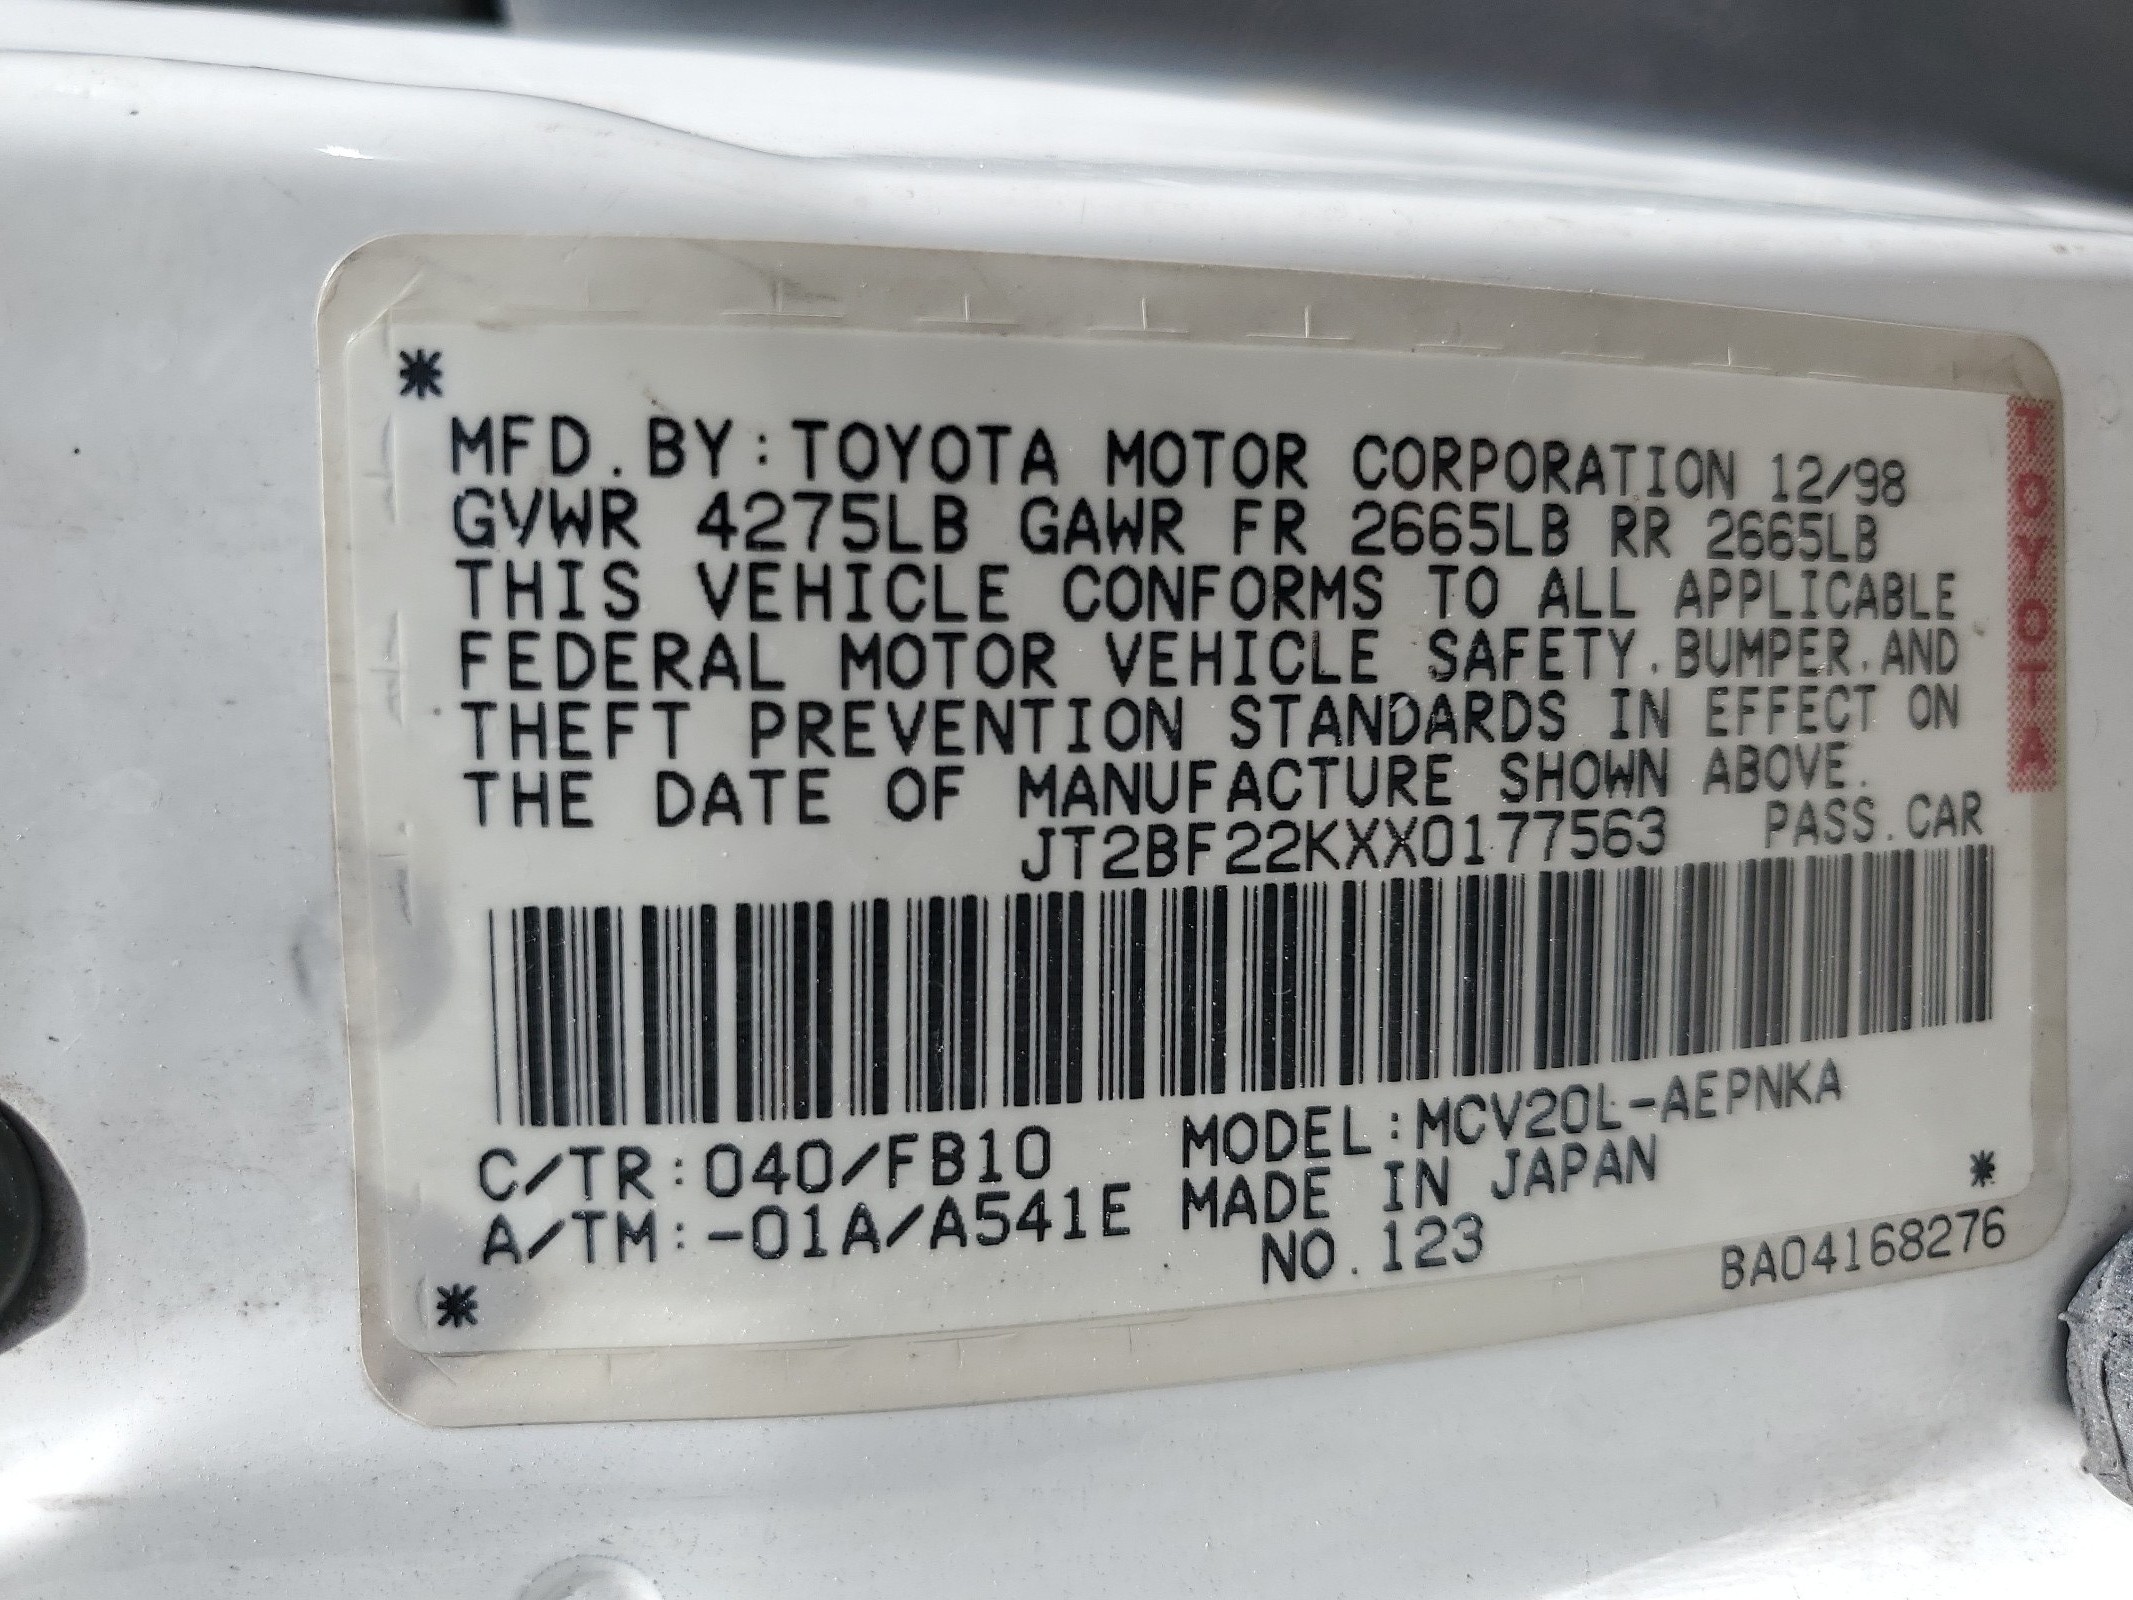 MFD. BY: TOYOTA MOTOR CORPORATION 12/98
GVWR 4275LB GAWR FR 2665LB RR 2665LB
THIS VEHICLE CONFORMS TO ALL APPLICABLE
FEDERAL MOTOR VEHICLE SAFETY. BUMPER. AND
THEFT PREVENTION STANDARDS IN EFFECT ON
THE DATE OF MANUFACTURE SHOWN ABOVE.
JT2BF22KXX0177563 PASS. CAR
C/TR: 040/FB10 MODEL: MCV20L-AEPNKA
A/TM: -01A/A541E MADE IN JAPAN
NO. 123 BA04168276
TOYOTA